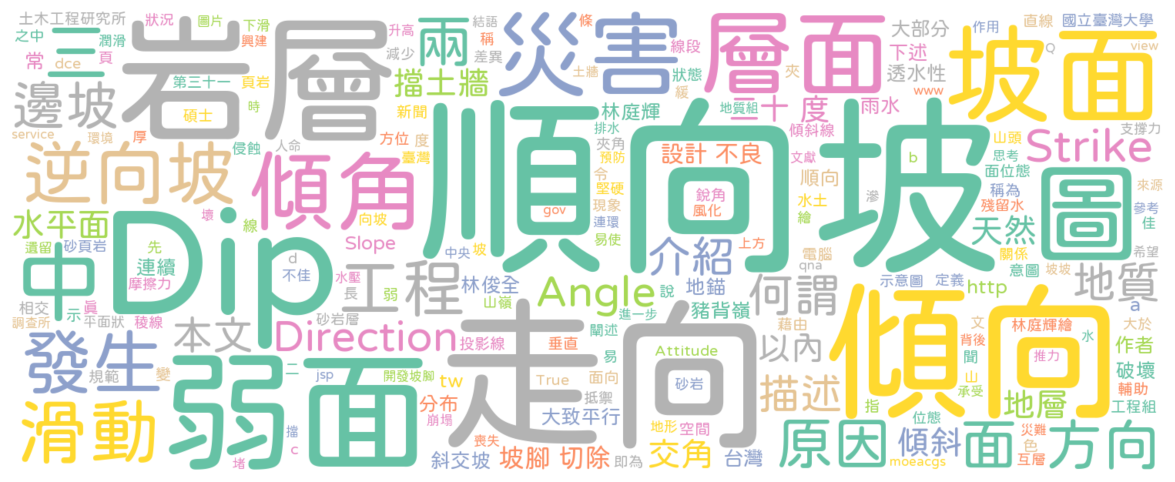 土木工程研究所 狀況 圖片 下滑 升高 結語 條 直線 作用 國立臺灣大學
之中 潤滑 興建 減少 稱 差異 線段 大部分 Q view
三 岩層 兩 災害 層面 坡面
常 頁 dce 第三十一 頁岩 擋土牆 士牆 狀態 夾 下述 透水性
邊坡 碩士 時 新聞 林庭輝 緩 地質組 三十 度 雨水 www
service 環境 厚 方位 度 排水 夾角 預防 傾斜線 山頭 支撐力
侵蝕 人命 臺灣 令 設計 不良 文獻 b 思考 Strike
逆向坡 傾角 順向坡 堅硬 現象 銳角 風化 順向 面位態 來源
壞 向坡 連環 gov 繪 水土 滲 稱為 殘留水 參考 佳
水平面 線 Slope 易使 天然 圖
遺留 砂頁岩 先 d 中央 坡 介紹 上方 電腦 關係 希望
中 連續 Dip 不佳 工程 林俊全 地錨 說 qna 意圖 坡坡 地質
示 摩擦力 水壓 長 弱 山嶺 Angle 豬背嶺 何謂 示意圖 定義 http a
相交 真 稜線 砂岩層 進一步 藉由 文 林庭輝繪 大於
調查所 平面狀 本文 Direction 投影線 闡述 垂直 以內 背後 作者
發生 二 易 Attitude 聞 推力 水 破壞
規範 變 jsp 開發坡腳 tw True 面向 砂岩 描述 山 承受 輔助
滑動 弱面 分布 走向 抵禦 指 傾向 地層 工程組
崩塌 大致平行 地形 空間 位態 災難
擋 c 喪失 原因 傾斜 面 色 方向
堵 斜交坡 坡腳 切除 即為 交角 台灣 moeacgs 互層